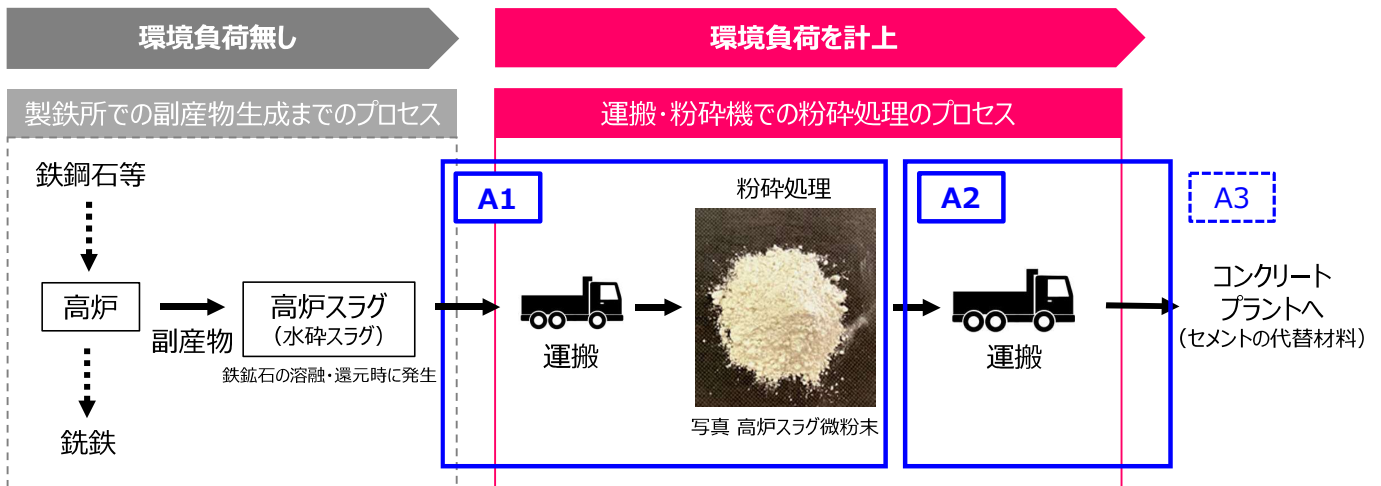 環境負荷無し
環境負荷を計上
製鉄所での副産物生成までのプロセス
運搬・粉砕機での粉砕処理のプロセス
鉄鋼石等
高炉
副産物
高炉スラグ
(水砕スラグ)
鉄鉱石の溶融・還元時に発生
銑鉄
A1
運搬
粉砕処理
写真 高炉スラグ微粉末
A2
運搬
A3
コンクリート
プラントへ
(セメントの代替材料)